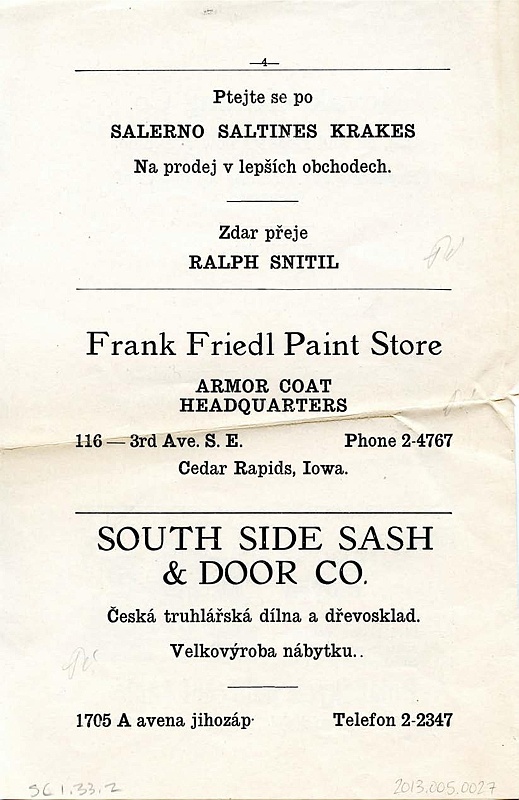 —4—
Ptejte se po
SALERNO SALTINES KRAKES
Na prodej v lepších obchodech.
Zdar přeje
RALPH SNITIL
Frank Friedl Paint Store
ARMOR COAT
HEADQUARTERS
116 — 3rd Ave. S. E. Phone 2-4767
Cedar Rapids, Iowa.
SOUTH SIDE SASH
& DOOR CO.
Česká truhlářská dílna a dřevosklad.
Velkovýroba nábytku..
1705 A avena jihozáp. Telefon 2-2347
SC 1.33.2 2013.005.0027